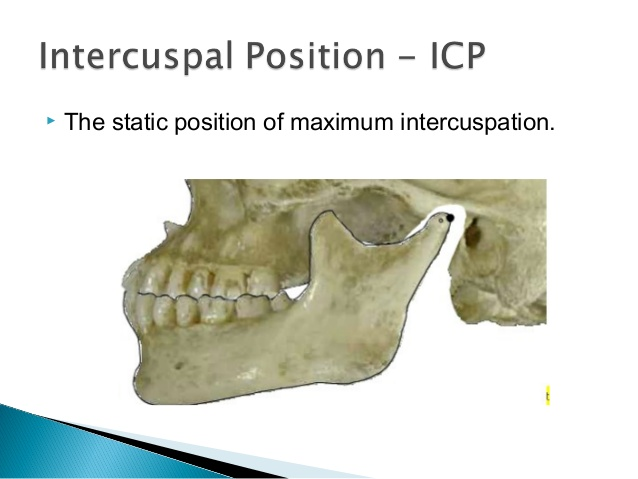 Intercuspal Position – ICP
The static position of maximum intercuspation.
t